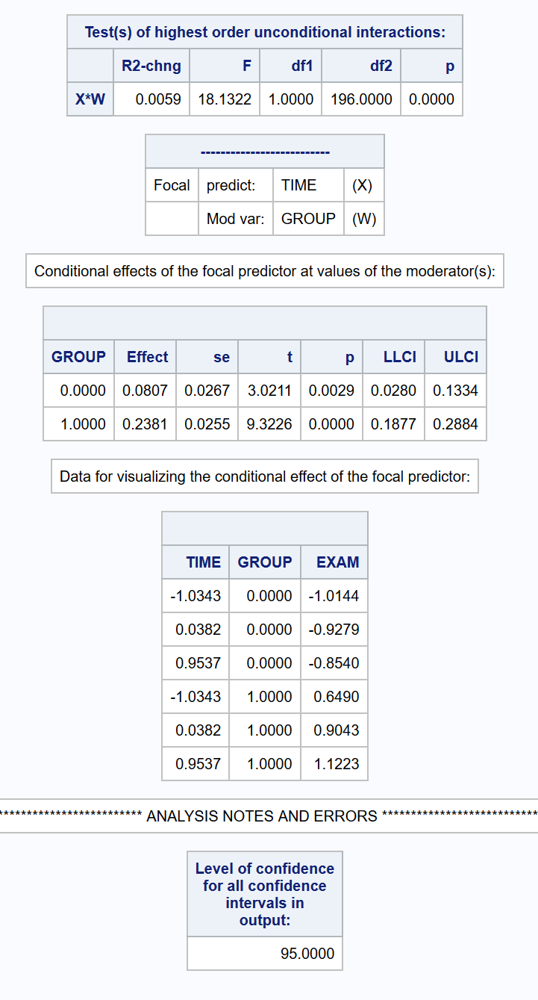 Test(s) of highest order unconditional interactions:
R2-chng F df1 df2 p
X*W 0.0059 18.1322 1.0000 196.0000 0.0000
--------------------------
Focal predict: TIME (X)
Mod var: GROUP (W)
Conditional effects of the focal predictor at values of the moderator(s):
GROUP Effect se t p LLCI ULCI
0.0000 0.0807 0.0267 3.0211 0.0029 0.0280 0.1334
1.0000 0.2381 0.0255 9.3226 0.0000 0.1877 0.2884
Data for visualizing the conditional effect of the focal predictor:
TIME GROUP EXAM
-1.0343 0.0000 -1.0144
0.0382 0.0000 -0.9279
0.9537 0.0000 -0.8540
-1.0343 1.0000 0.6490
0.0382 1.0000 0.9043
0.9537 1.0000 1.1223
************************* ANALYSIS NOTES AND ERRORS ***************************
Level of confidence
for all confidence
intervals in
output:
95.0000